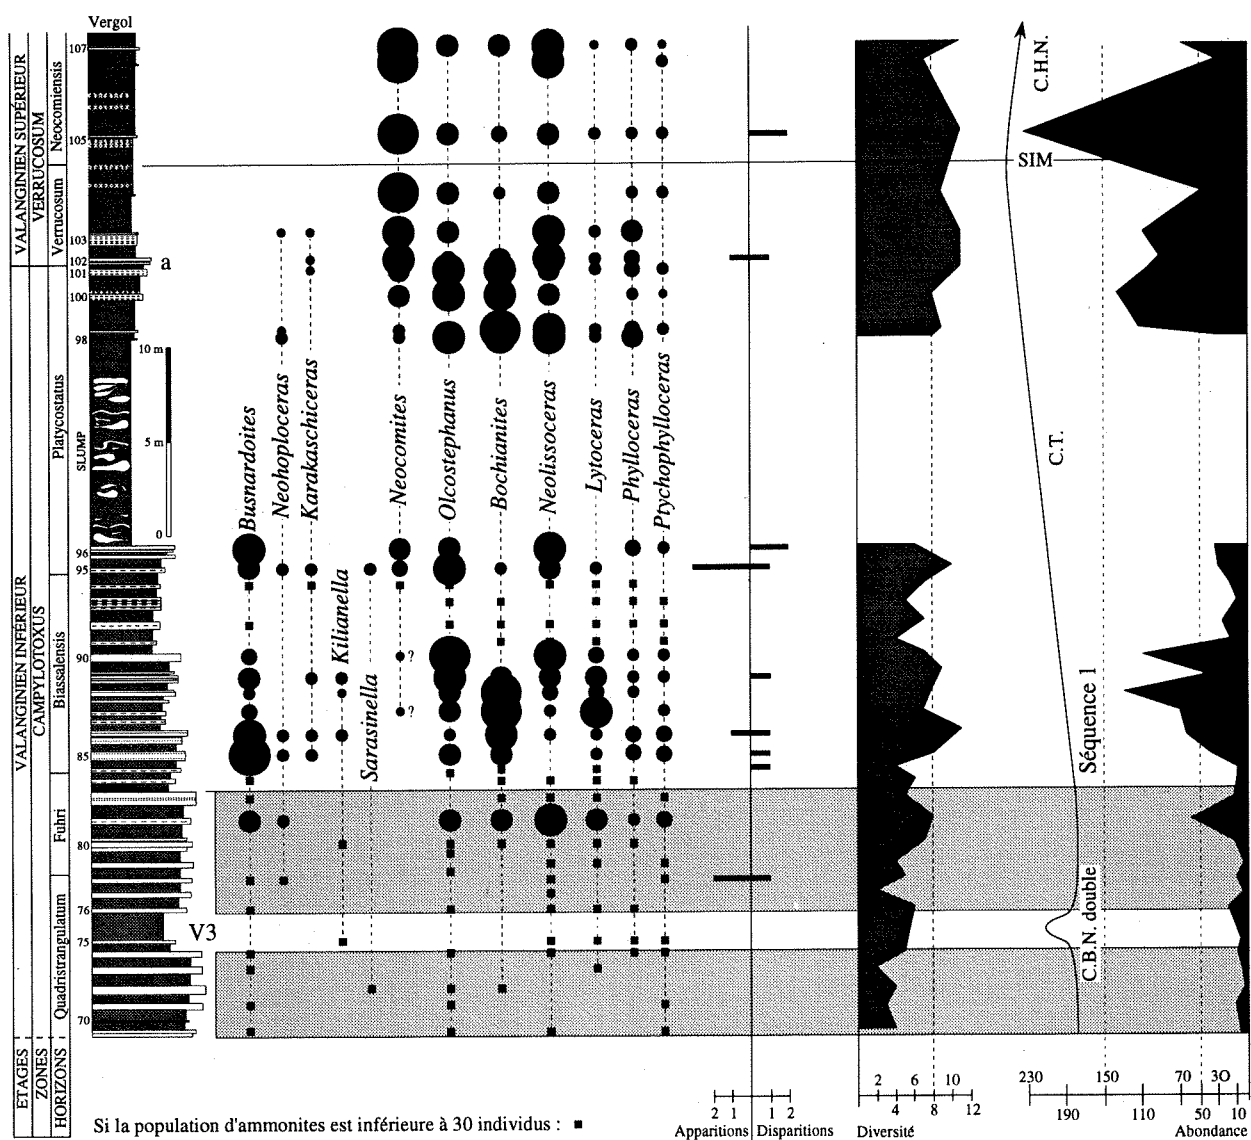 Vergol
VALANGINIEN SUPÉRIEUR
VERRUCOSUM
Neocomiensis
Verrucosum
VALANGINIEN INFÉRIEUR
CAMPYLOTOXUS
Platycostatus
Biassalensis
Fuhri
Quadristrangulatum
ETAGES
ZONES
HORIZONS
107
105
103
102
101
100
98
SLUMP
96
95
90
85
80
76
75
70
a
V3
10 m
5 m
0
Busnardoites
Neohoploceras
Karakaschiceras
Kilianella
Sarasinella
Neocomites
Olcostephanus
Bochianites
Neolissoceras
Lytoceras
Phylloceras
Ptychophylloceras
?
?
C.H.N.
SIM
C.T.
Séquence 1
C.B.N. double
2 1 1 2
Apparitions Disparitions
2 6 10
4 8 12
Diversité
230 150 70 30
190 110 50 10
Abondance
Si la population d'ammonites est inférieure à 30 individus : ■